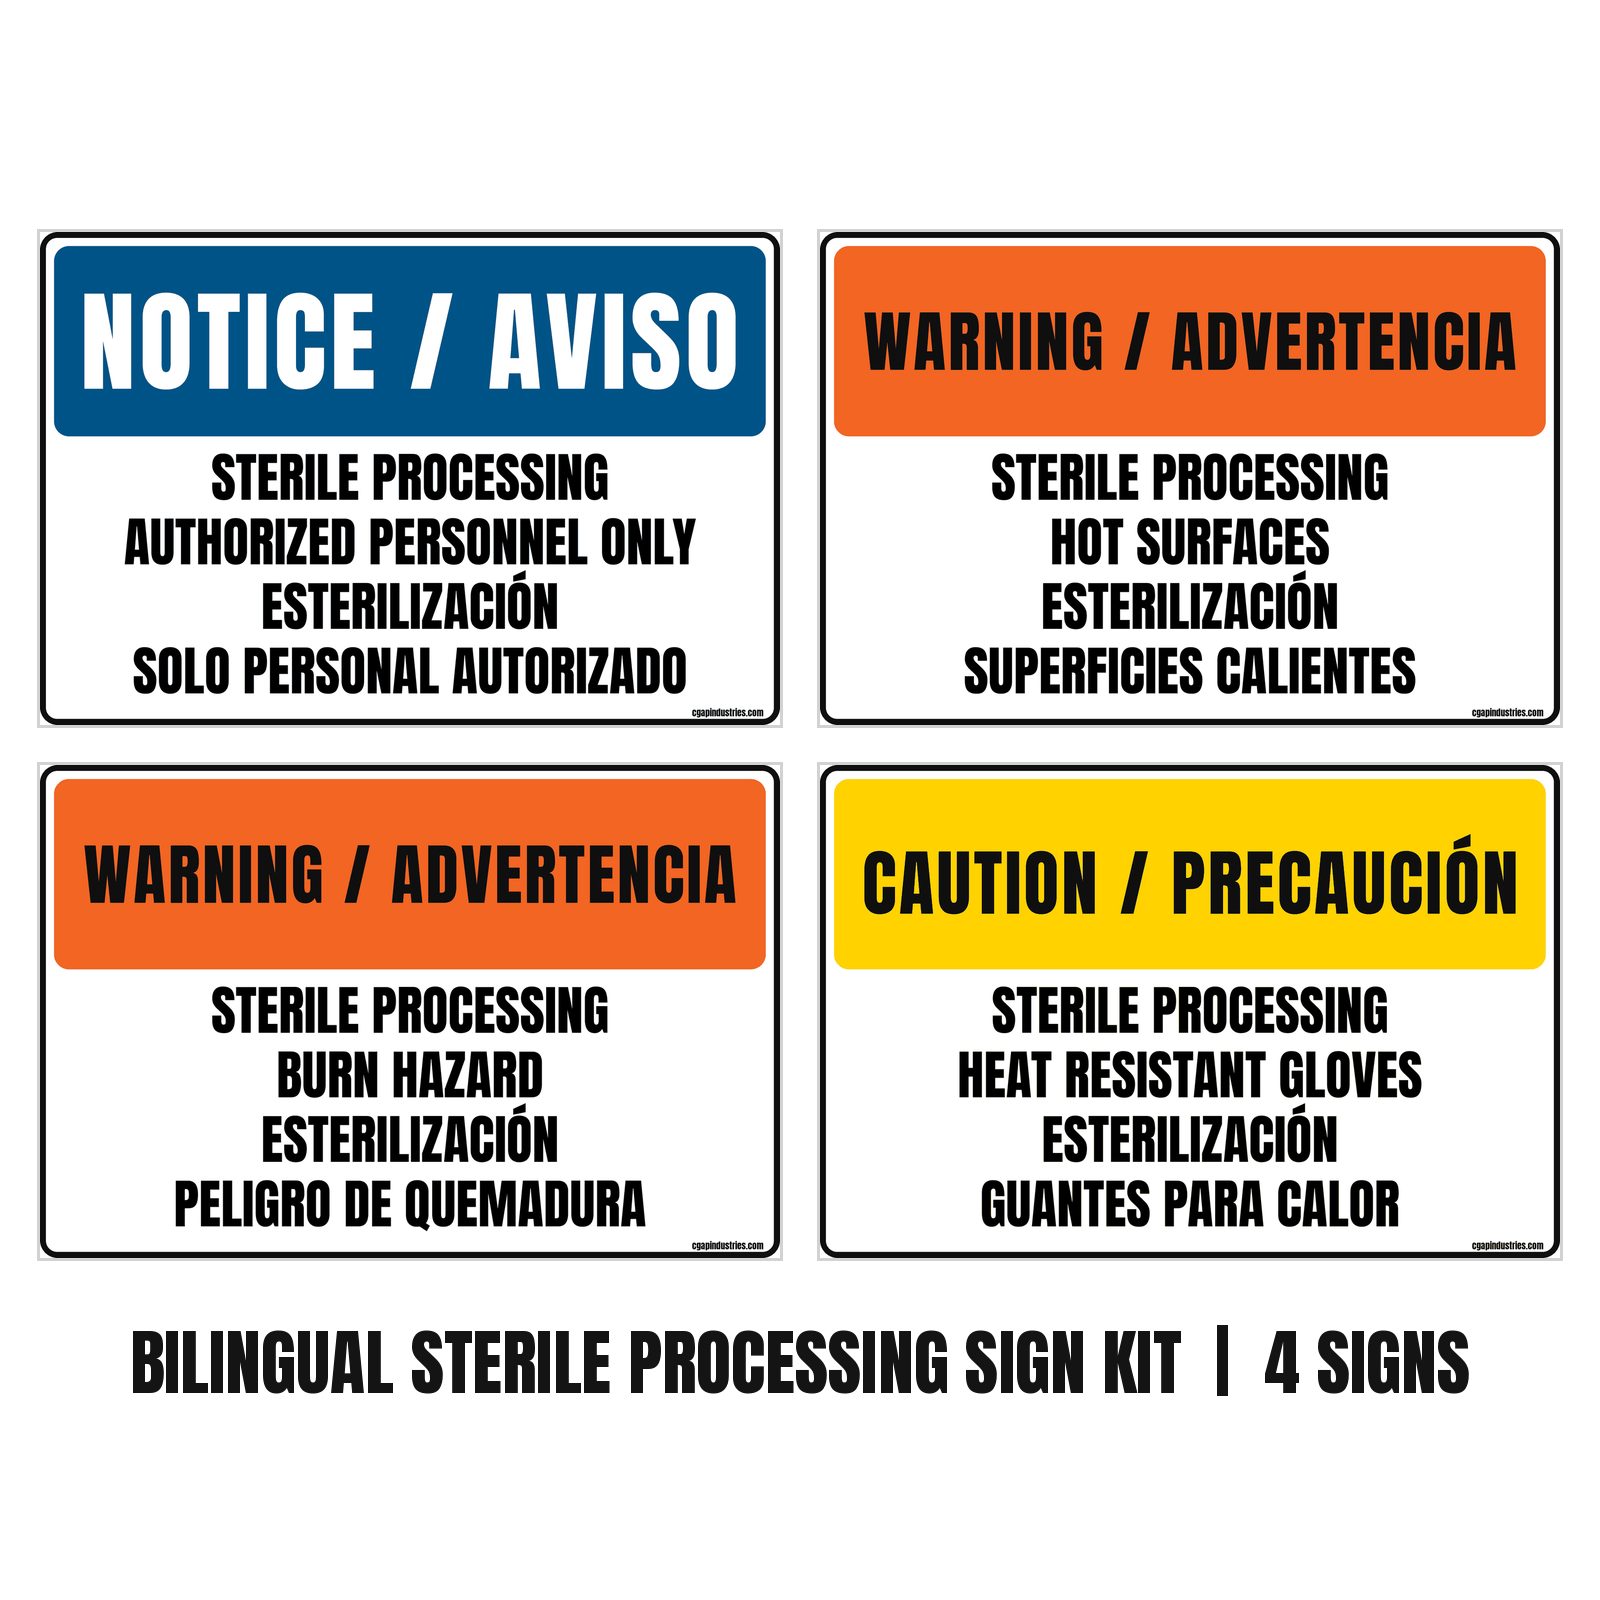 NOTICE / AVISO
STERILE PROCESSING
AUTHORIZED PERSONNEL ONLY
ESTERILIZACIÓN
SOLO PERSONAL AUTORIZADO
cgapindustries.com
WARNING / ADVERTENCIA
STERILE PROCESSING
HOT SURFACES
ESTERILIZACIÓN
SUPERFICIES CALIENTES
cgapindustries.com
WARNING / ADVERTENCIA
STERILE PROCESSING
BURN HAZARD
ESTERILIZACIÓN
PELIGRO DE QUEMADURA
cgapindustries.com
CAUTION / PRECAUCIÓN
STERILE PROCESSING
HEAT RESISTANT GLOVES
ESTERILIZACIÓN
GUANTES PARA CALOR
cgapindustries.com
BILINGUAL STERILE PROCESSING SIGN KIT | 4 SIGNS